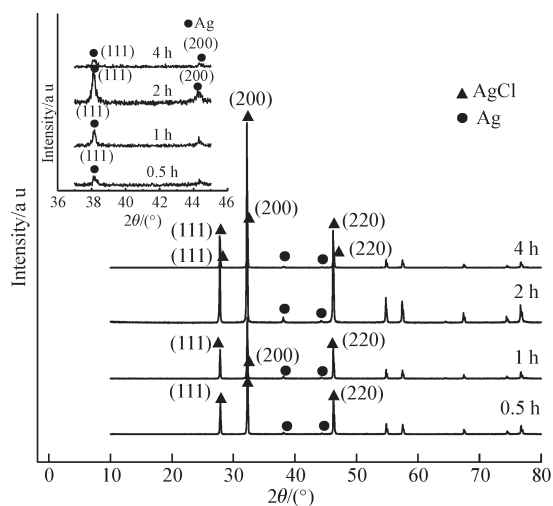 ● Ag
(111)
4 h
(200)
(111)
2 h
(200)
(111)
1 h
(111)
0.5 h
Intensity/a u
36 38 40 42 44 46
2θ/(°)
▲ AgCl
● Ag
(200)
(111)
(200)
(220)
(111)
(220)
4 h
2 h
(111)
(200)
(220)
1 h
(111)
(220)
0.5 h
Intensity/a u
0 10 20 30 40 50 60 70 80
2θ/(°)